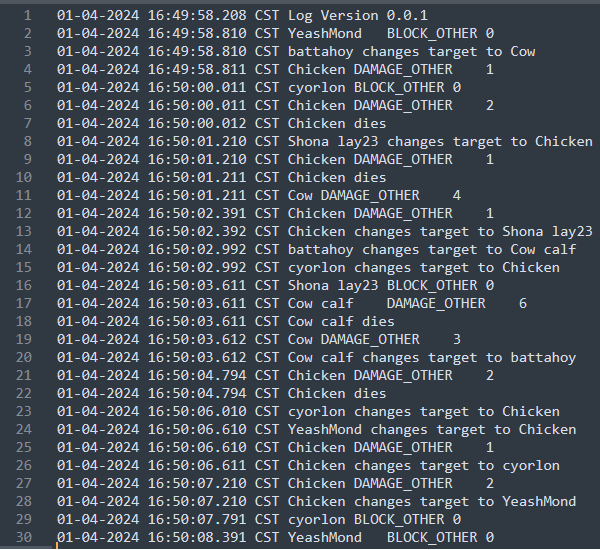 1 01-04-2024 16:49:58.208 CST Log Version 0.0.1
2 01-04-2024 16:49:58.810 CST YeashMond	BLOCK_OTHER	0
3 01-04-2024 16:49:58.810 CST battahoy changes target to Cow
4 01-04-2024 16:49:58.811 CST Chicken	DAMAGE_OTHER	1
5 01-04-2024 16:50:00.011 CST cyorlon	BLOCK_OTHER	0
6 01-04-2024 16:50:00.011 CST Chicken	DAMAGE_OTHER	2
7 01-04-2024 16:50:00.012 CST Chicken dies
8 01-04-2024 16:50:01.210 CST Shona lay23 changes target to Chicken
9 01-04-2024 16:50:01.210 CST Chicken	DAMAGE_OTHER	1
10 01-04-2024 16:50:01.211 CST Chicken dies
11 01-04-2024 16:50:01.211 CST Cow	DAMAGE_OTHER	4
12 01-04-2024 16:50:02.391 CST Chicken	DAMAGE_OTHER	1
13 01-04-2024 16:50:02.392 CST Chicken changes target to Shona lay23
14 01-04-2024 16:50:02.992 CST battahoy changes target to Cow calf
15 01-04-2024 16:50:02.992 CST cyorlon changes target to Chicken
16 01-04-2024 16:50:03.611 CST Shona lay23	BLOCK_OTHER	0
17 01-04-2024 16:50:03.611 CST Cow calf	DAMAGE_OTHER	6
18 01-04-2024 16:50:03.611 CST Cow calf dies
19 01-04-2024 16:50:03.612 CST Cow	DAMAGE_OTHER	3
20 01-04-2024 16:50:03.612 CST Cow calf changes target to battahoy
21 01-04-2024 16:50:04.794 CST Chicken	DAMAGE_OTHER	2
22 01-04-2024 16:50:04.794 CST Chicken dies
23 01-04-2024 16:50:06.010 CST cyorlon changes target to Chicken
24 01-04-2024 16:50:06.610 CST YeashMond changes target to Chicken
25 01-04-2024 16:50:06.610 CST Chicken	DAMAGE_OTHER	1
26 01-04-2024 16:50:06.611 CST Chicken changes target to cyorlon
27 01-04-2024 16:50:07.210 CST Chicken	DAMAGE_OTHER	2
28 01-04-2024 16:50:07.210 CST Chicken changes target to YeashMond
29 01-04-2024 16:50:07.791 CST cyorlon	BLOCK_OTHER	0
30 01-04-2024 16:50:08.391 CST YeashMond	BLOCK_OTHER	0